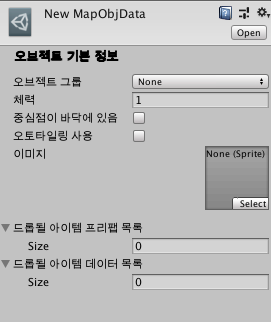 New MapObjData
Open
오브젝트 기본 정보
오브젝트 그룹 None
체력 1
중심점이 바닥에 있음
오토타일링 사용
이미지 None (Sprite)
Select
드롭될 아이템 프리팹 목록
Size 0
드롭될 아이템 데이터 목록
Size 0